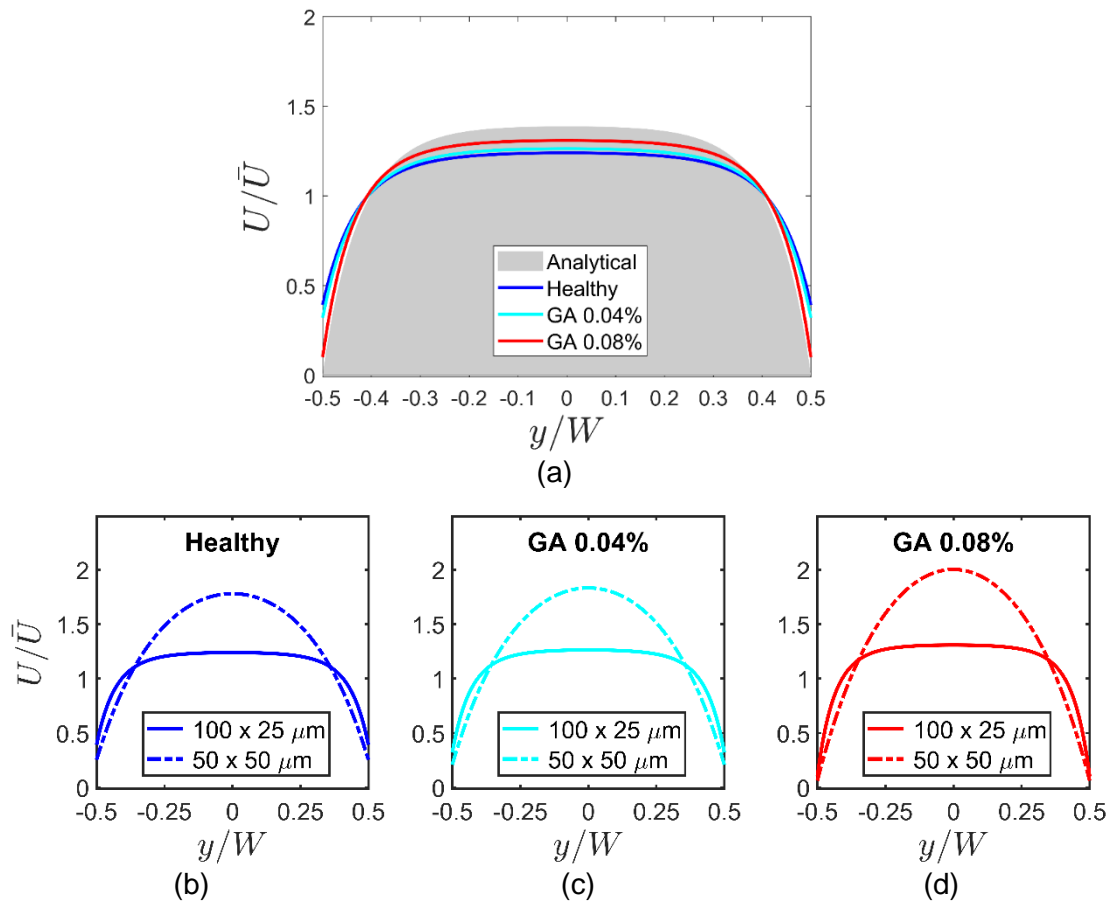 2
1.5
1
0.5
0
U/Ū
Analytical
Healthy
GA 0.04%
GA 0.08%
-0.5 -0.4 -0.3 -0.2 -0.1 0 0.1 0.2 0.3 0.4 0.5
y/W
(a)
Healthy
2
1.5
1
0.5
0
U/Ū
100 x 25 μm
50 x 50 μm
-0.5 -0.25 0 0.25 0.5
y/W
(b)
GA 0.04%
2
1.5
1
0.5
0
100 x 25 μm
50 x 50 μm
-0.5 -0.25 0 0.25 0.5
y/W
(c)
GA 0.08%
2
1.5
1
0.5
0
100 x 25 μm
50 x 50 μm
-0.5 -0.25 0 0.25 0.5
y/W
(d)